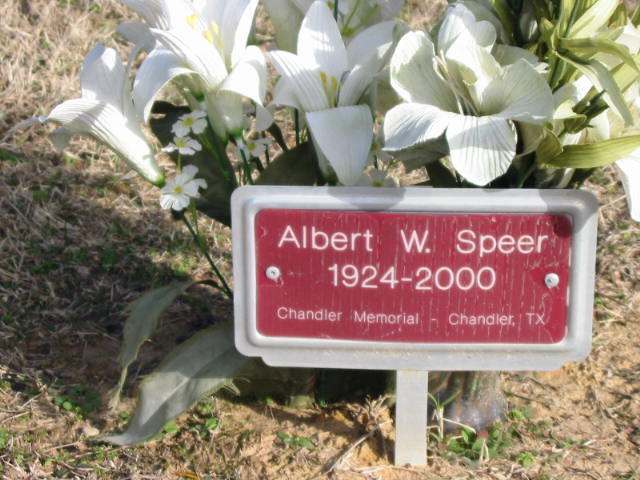 Albert W. Speer
1924-2000
Chandler Memorial - Chandler, TX